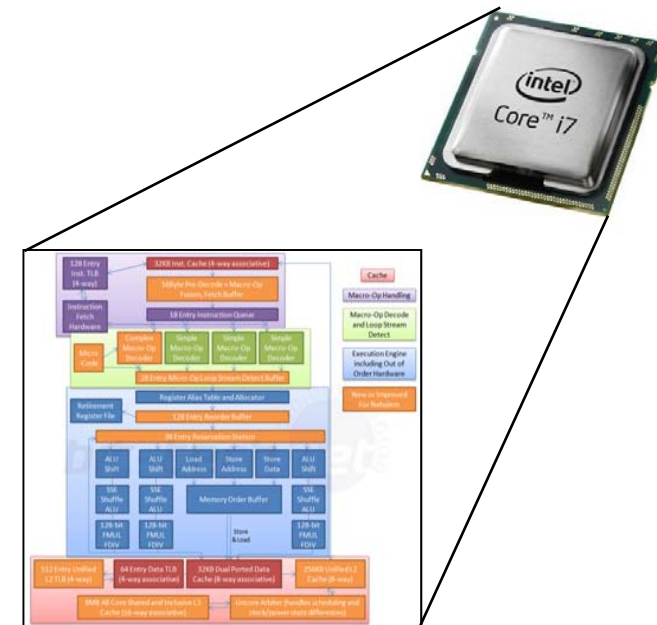 intel
Core™ i7
128 Entry
Inst. TLB
(4-way)
32KB Inst. Cache (4-way associative)
16Byte Pre-Decode + Macro-Op
Fusion, Fetch Buffer
Instruction
Fetch
Hardware
18 Entry Instruction Queue
Micro
Code
Complex
Macro-Op
Decoder
Simple
Macro-Op
Decoder
Simple
Macro-Op
Decoder
Simple
Macro-Op
Decoder
28 Entry Micro-Op Loop Stream Detect Buffer
Register Alias Table and Allocator
Retirement
Register File
128 Entry Reorder Buffer
36 Entry Reservation Station
ALU
Shift
ALU
Shift
Load
Address
Store
Address
Store
Data
ALU
Shift
SSE
Shuffle
ALU
SSE
Shuffle
ALU
Memory Order Buffer
SSE
Shuffle
ALU
128-bit
FMUL
FDIV
128-bit
FMUL
FDIV
Store
& Load
128-bit
FMUL
FDIV
512 Entry Unified
L2 TLB (4-way)
64 Entry Data TLB
(4-way associative)
32KB Dual Ported Data
Cache (8-way associative)
256KB Unified L2
Cache (8-way)
8MB All Core Shared and Inclusive L3
Cache (16-way associative)
Uncore Arbiter (handles scheduling and
clock/power state differences)
Cache
Macro-Op Handling
Macro-Op Decode
and Loop Stream
Detect
Execution Engine
including Out of
Order Hardware
New or Improved
For Nehalem